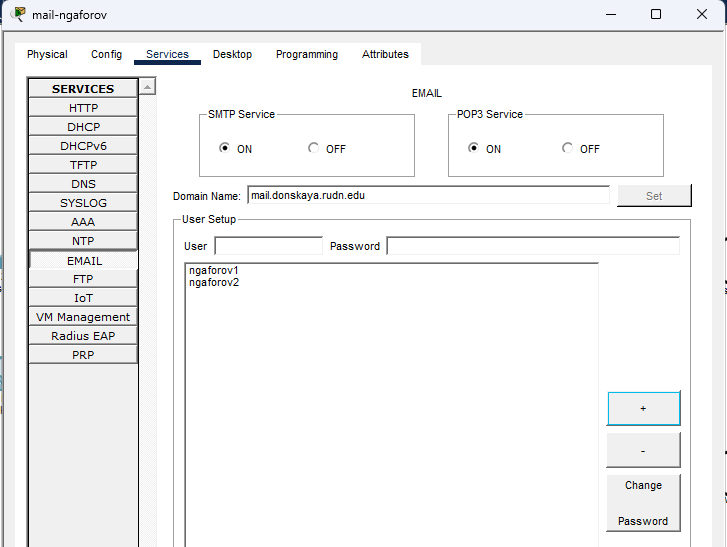 mail-ngaforov
Physical Config Services Desktop Programming Attributes
SERVICES
HTTP
DHCP
DHCPv6
TFTP
DNS
SYSLOG
AAA
NTP
EMAIL
FTP
IoT
VM Management
Radius EAP
PRP
EMAIL
SMTP Service
ON OFF
POP3 Service
ON OFF
Domain Name: mail.donskaya.rudn.edu Set
User Setup
User Password
ngaforov1
ngaforov2
+
-
Change
Password